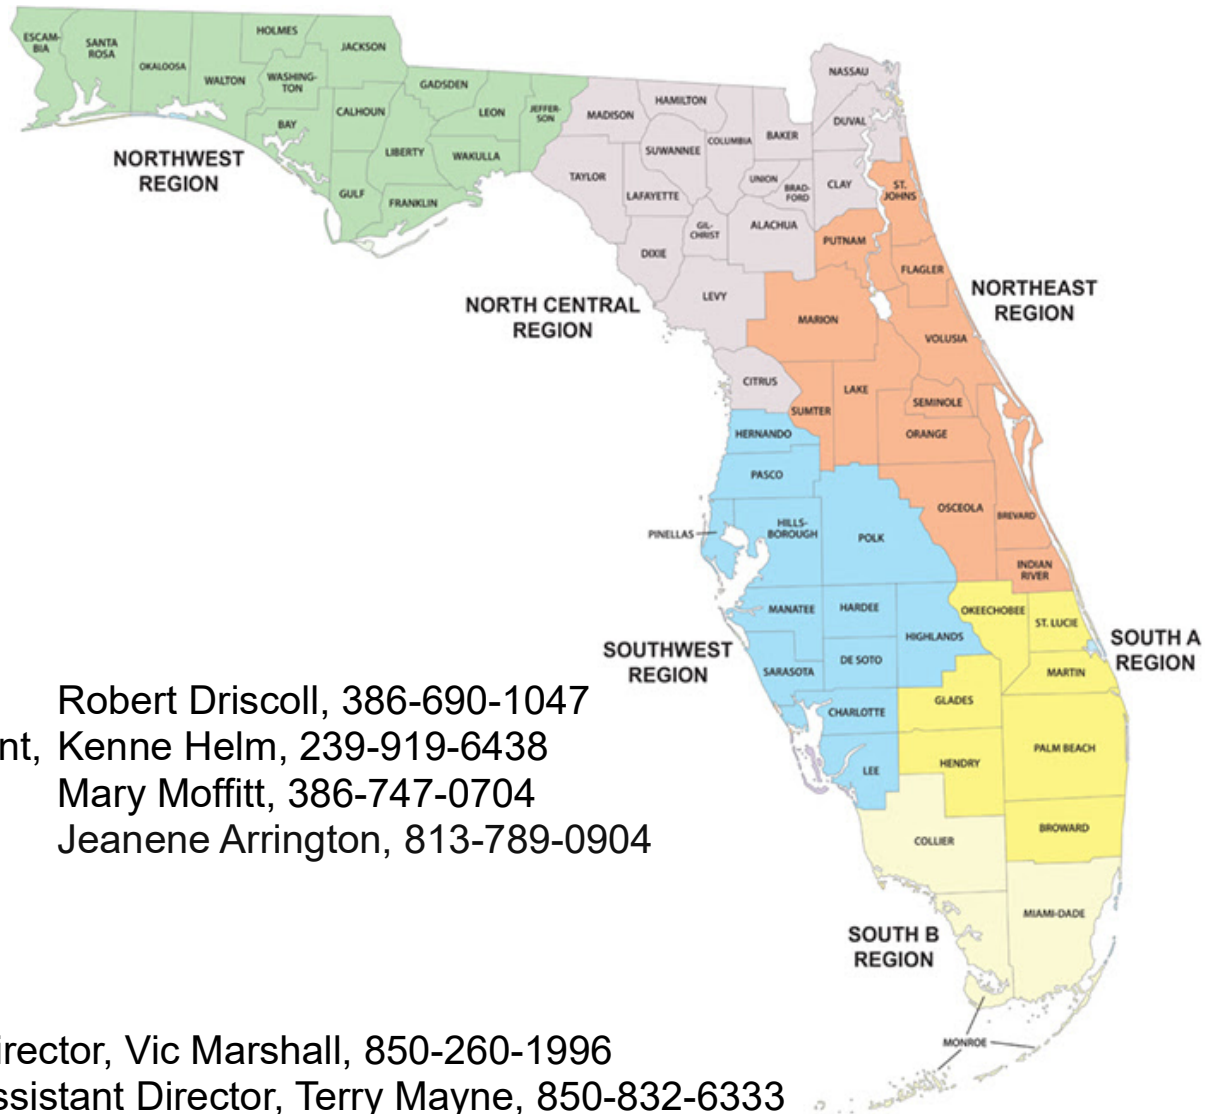 ESCAM-
BIA
SANTA
ROSA
OKALOOSA
WALTON
HOLMES
WASHING-
TON
JACKSON
BAY
CALHOUN
GADSDEN
LEON
JEFFER-
SON
LIBERTY
WAKULLA
GULF
FRANKLIN
NORTHWEST
REGION
MADISON
HAMILTON
TAYLOR
SUWANNEE
COLUMBIA
BAKER
NASSAU
DUVAL
LAFAYETTE
UNION
BRAD-
FORD
CLAY
DIXIE
GIL-
CHRIST
ALACHUA
LEVY
CITRUS
NORTH CENTRAL
REGION
ST.
JOHNS
PUTNAM
FLAGLER
MARION
VOLUSIA
LAKE
SUMTER
SEMINOLE
ORANGE
OSCEOLA
BREVARD
INDIAN
RIVER
NORTHEAST
REGION
HERNANDO
PASCO
PINELLAS
HILLS-
BOROUGH
POLK
MANATEE
HARDEE
HIGHLANDS
SARASOTA
DE SOTO
CHARLOTTE
LEE
SOUTHWEST
REGION
OKEECHOBEE
ST. LUCIE
MARTIN
GLADES
HENDRY
PALM BEACH
BROWARD
SOUTH A
REGION
COLLIER
MIAMI-DADE
MONROE
SOUTH B
REGION
Robert Driscoll, 386-690-1047
nt, Kenne Helm, 239-919-6438
Mary Moffitt, 386-747-0704
Jeanene Arrington, 813-789-0904
irector, Vic Marshall, 850-260-1996
ssistant Director, Terry Mayne, 850-832-6333